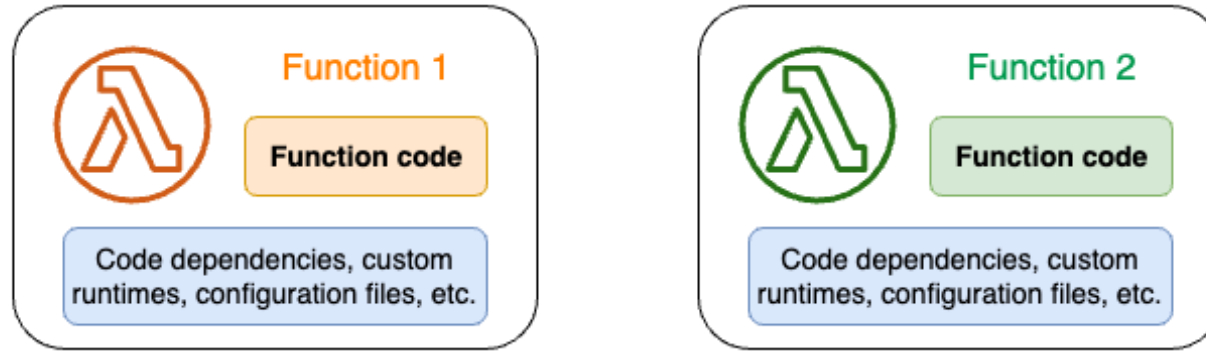 Function 1
Function code
Code dependencies, custom
runtimes, configuration files, etc.
Function 2
Function code
Code dependencies, custom
runtimes, configuration files, etc.